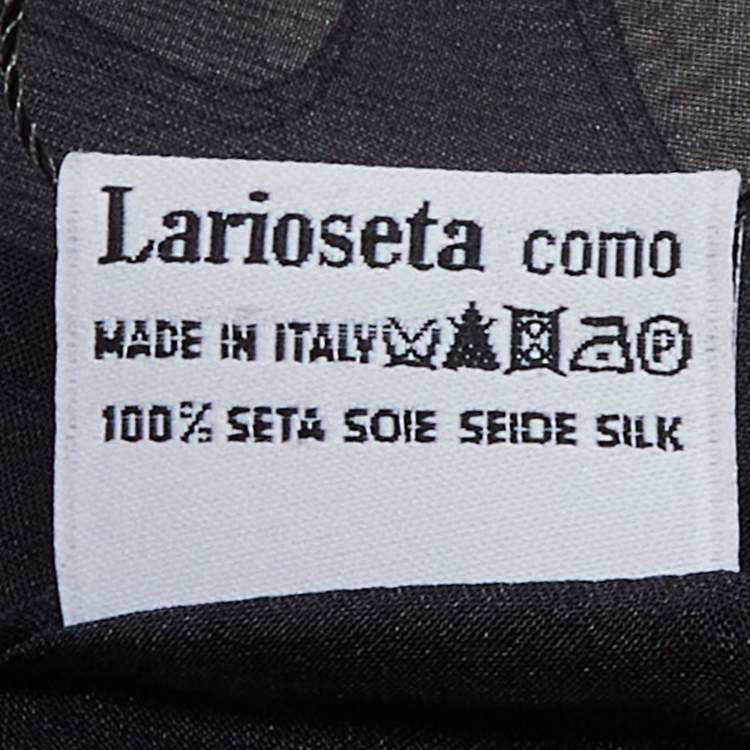 Larioseta como
MADE IN ITALY P
100% SETA SOIE SEIDE SILK